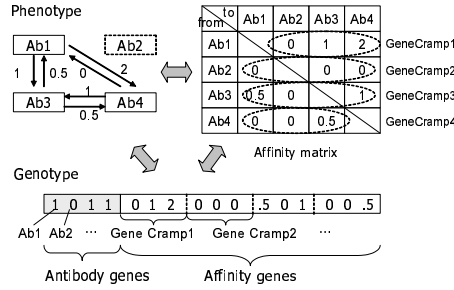 Phenotype
Ab1
Ab2
1
0.5
0
2
1
Ab3
Ab4
0.5
to
from
Ab1
Ab2
Ab3
Ab4
Ab1
0
1
2
GeneCramp1
Ab2
0
0
0
GeneCramp2
Ab3
0.5
0
1
GeneCramp3
Ab4
0
0
0.5
GeneCramp4
Affinity matrix
Genotype
1 0 1 1 0 1 2 0 0 0 .5 0 1 0 0 .5
Ab1 Ab2 ... Gene Cramp1 Gene Cramp2 ...
Antibody genes
Affinity genes